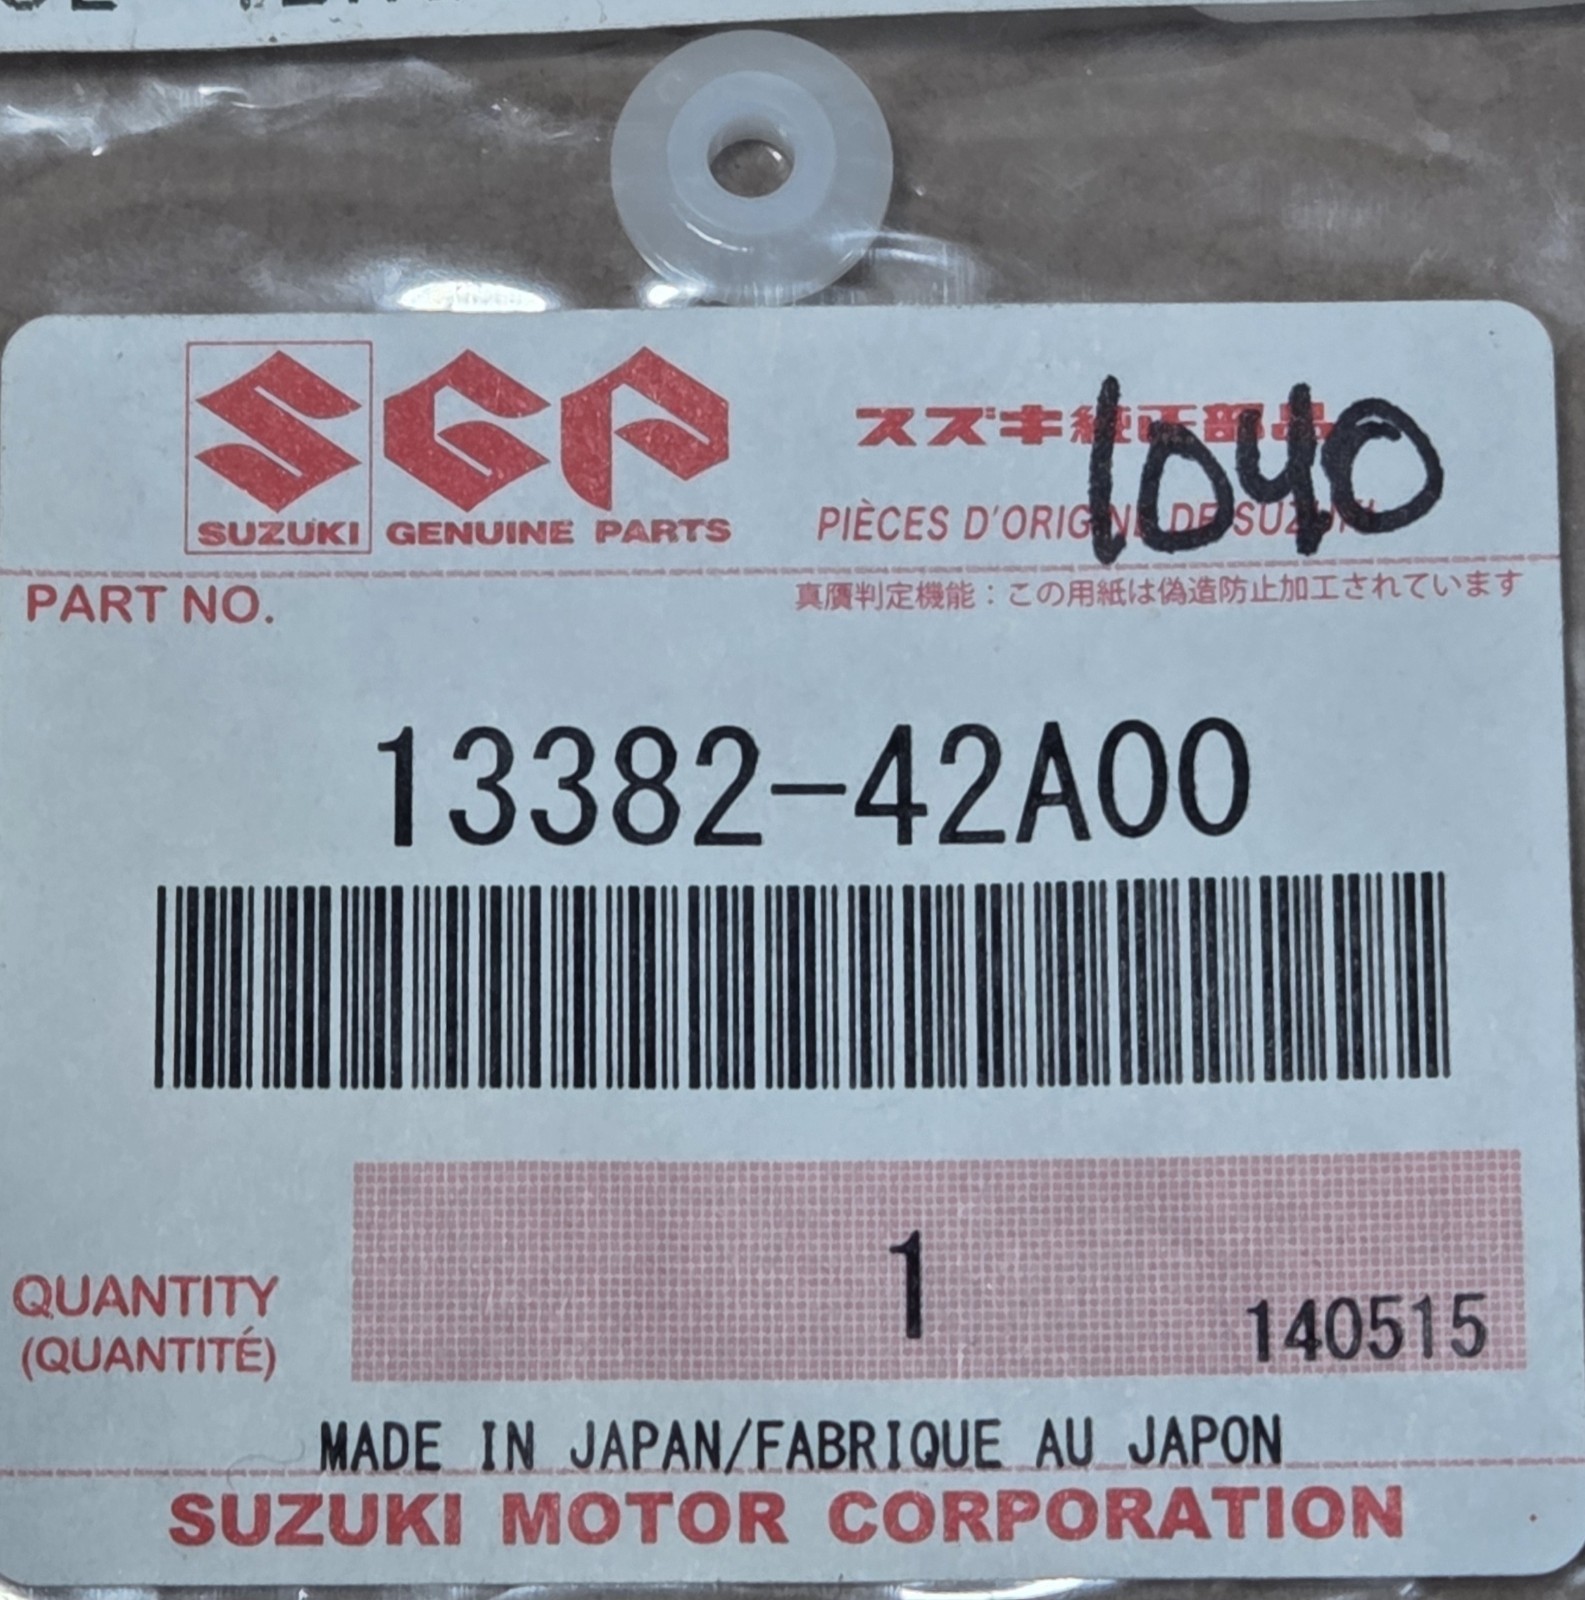 SGP
スズキ純正部品
1040
SUZUKI GENUINE PARTS
PIÈCES D'ORIGINE DE SUZUKI
PART NO.
真贋判定機能：この用紙は偽造防止加工されています
13382-42A00
1
QUANTITY
(QUANTITÉ)
140515
MADE IN JAPAN/FABRIQUE AU JAPON
SUZUKI MOTOR CORPORATION